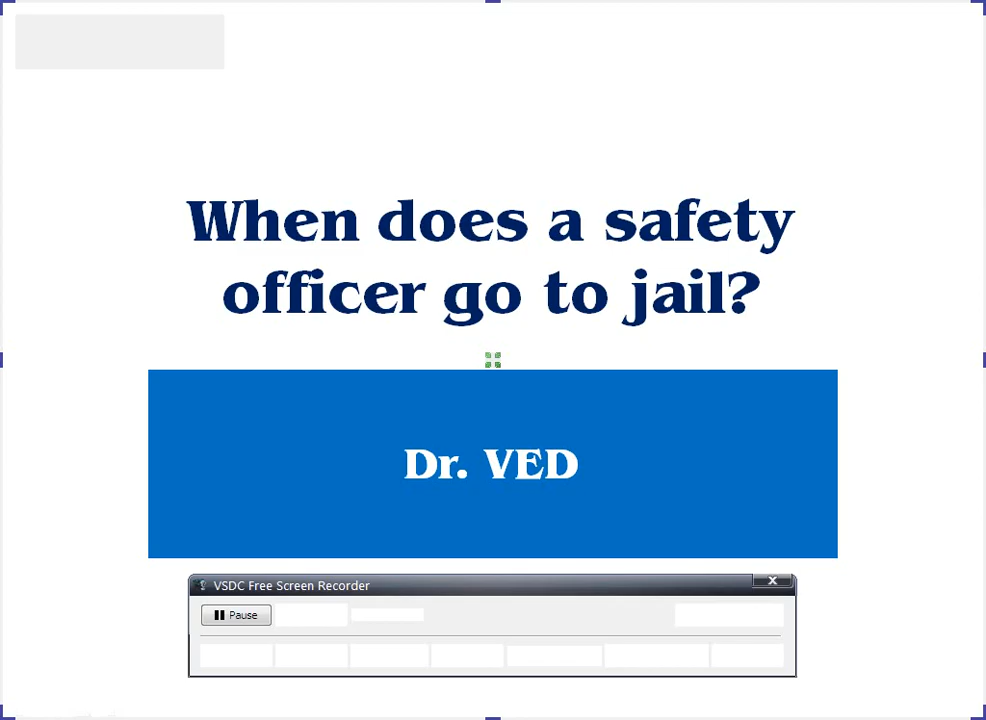 When does a safety
officer go to jail?
Dr. VED
VSDC Free Screen Recorder
Pause